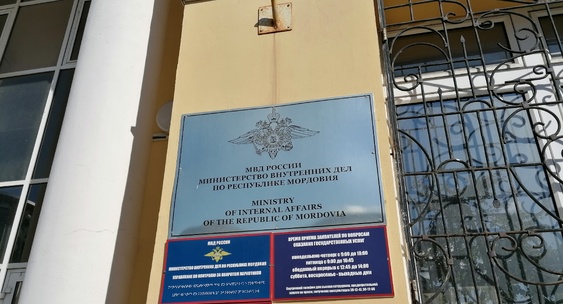 МВД РОССИИ
МИНИСТЕРСТВО ВНУТРЕННИХ ДЕЛ
ПО РЕСПУБЛИКЕ МОРДОВИЯ
MINISTRY
OF INTERNAL AFFAIRS
OF THE REPUBLIC OF MORDOVIA
МВД РОССИИ
МИНИСТЕРСТВО ВНУТРЕННИХ ДЕЛ ПО РЕСПУБЛИКЕ МОРДОВИЯ
УПРАВЛЕНИЕ ПО КОНТРОЛЮ ЗА ОБОРОТОМ НАРКОТИКОВ
ВРЕМЯ ПРИЕМА ЗАЯВИТЕЛЕЙ ПО ВОПРОСАМ
ОКАЗАНИЯ ГОСУДАРСТВЕННЫХ УСЛУГ
понедельник-четверг с 9:00 до
пятница с 9:00 до 16:45
обеденный перерыв с 12:45 до 14:00
суббота, воскресенье - выходные дни